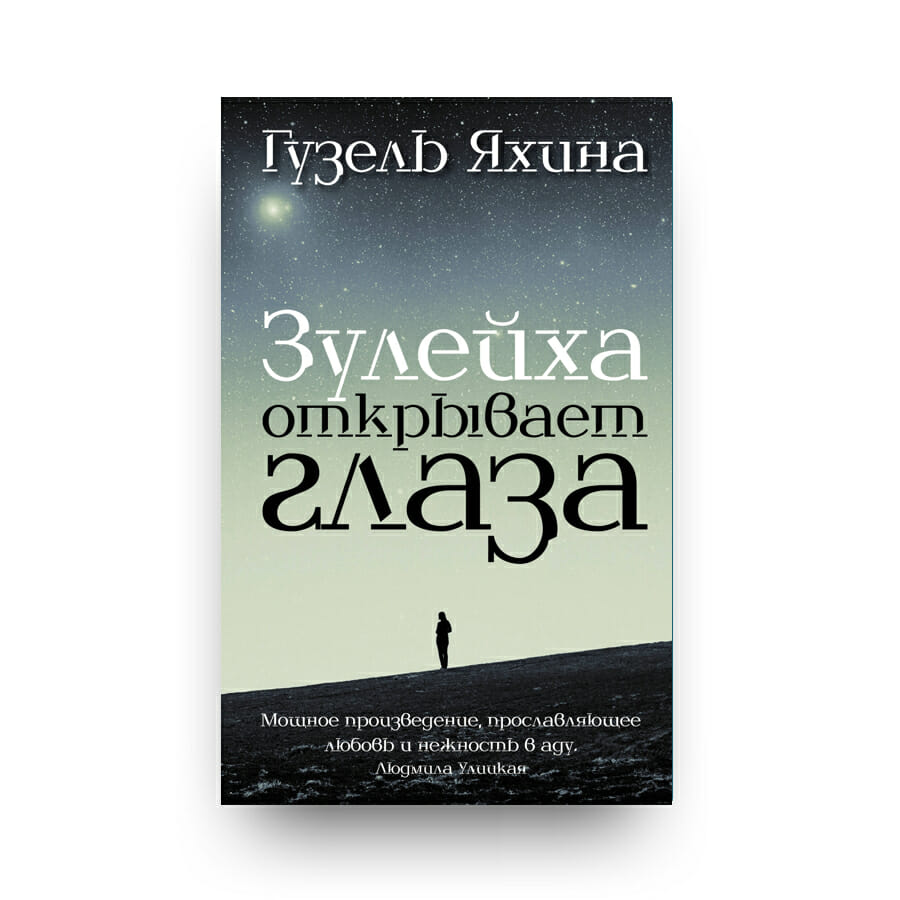 Гузель Яхина
Зулейха
открывает
глаза
Мощное произведение, прославляющее
любовь и нежность в аду.
Людмила Улицкая